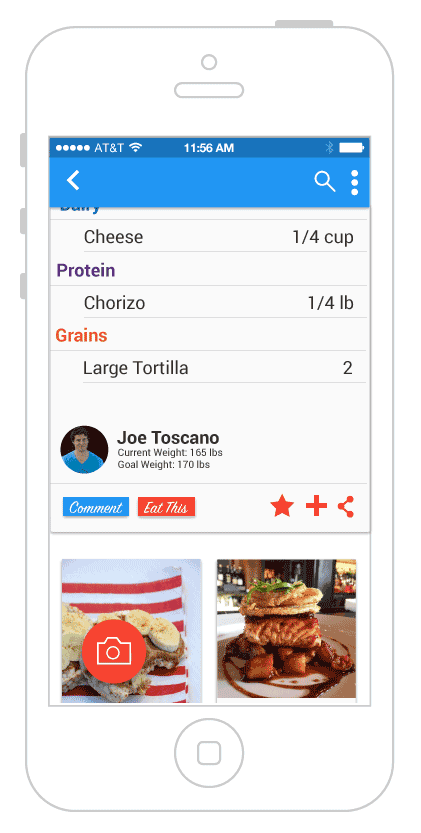 AT&T 11:56 AM
Dairy
Cheese 1/4 cup
Protein
Chorizo 1/4 lb
Grains
Large Tortilla 2
Joe Toscano
Current Weight: 165 lbs
Goal Weight: 170 lbs
Comment Eat This